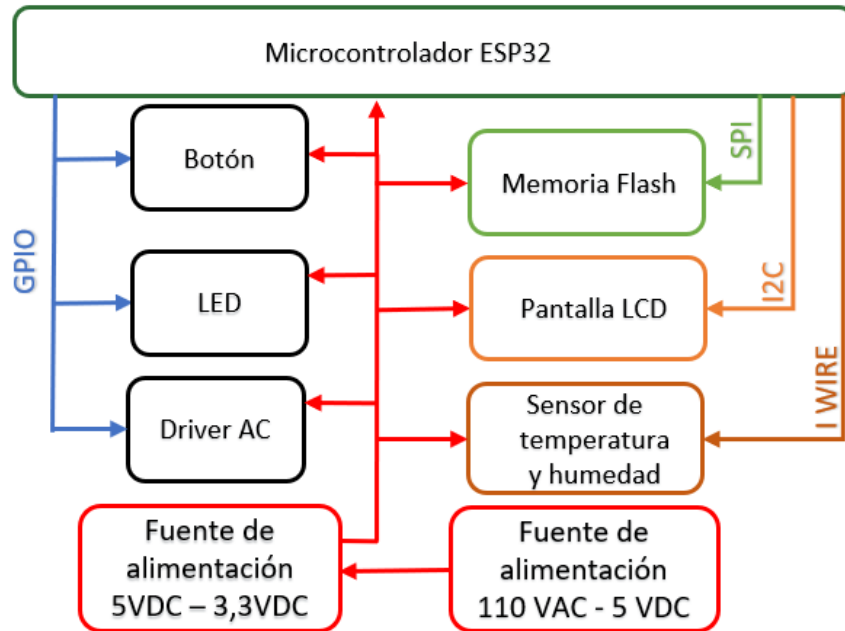 Microcontrolador ESP32
Botón
Memoria Flash
SPI
GPIO
LED
Pantalla LCD
I2C
Driver AC
Sensor de
temperatura
y humedad
I WIRE
Fuente de
alimentación
5VDC – 3,3VDC
Fuente de
alimentación
110 VAC - 5 VDC